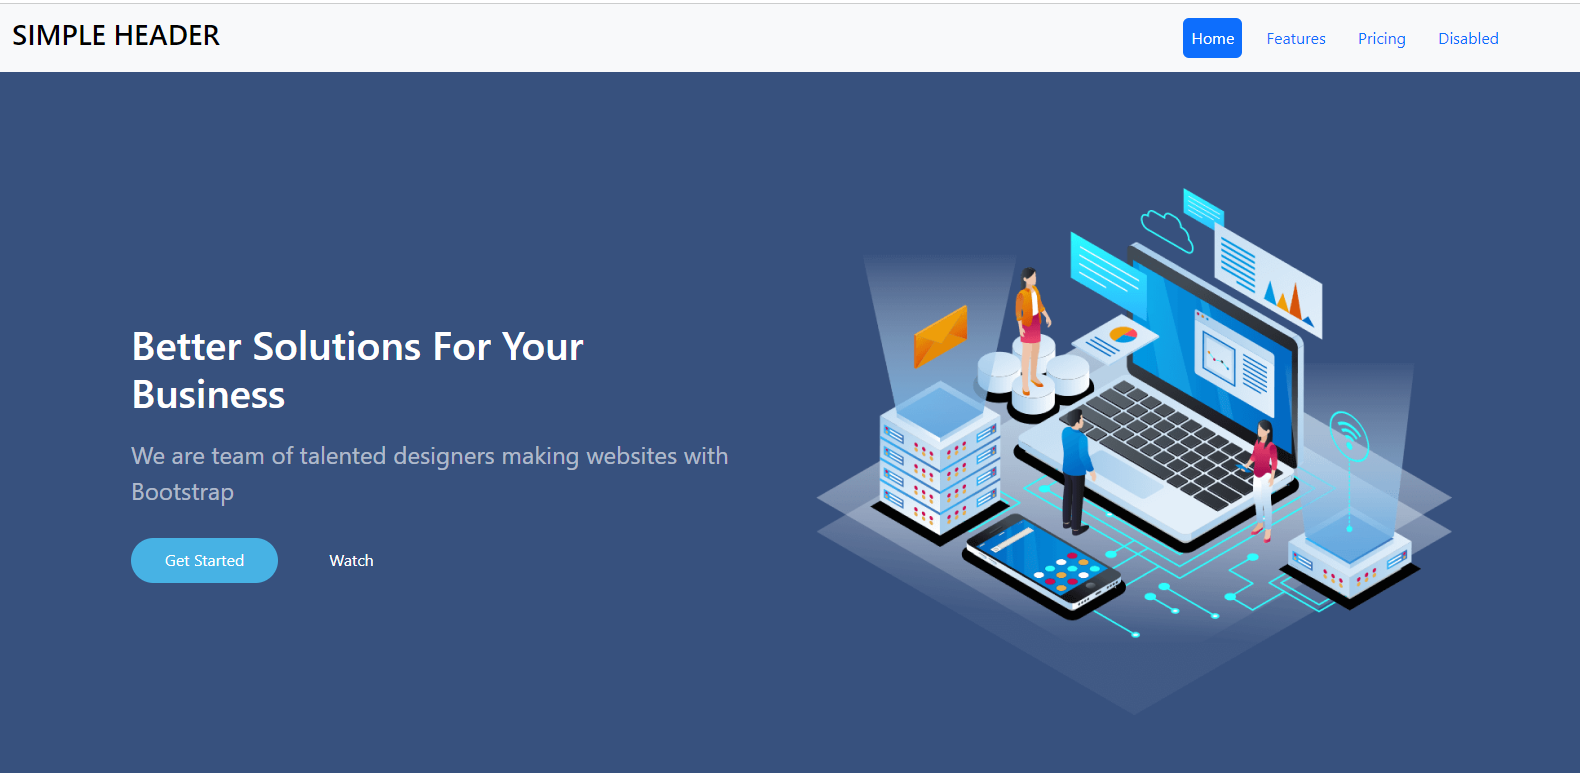 SIMPLE HEADER
Home Features Pricing Disabled
Better Solutions For Your
Business
We are team of talented designers making websites with
Bootstrap
Get Started Watch